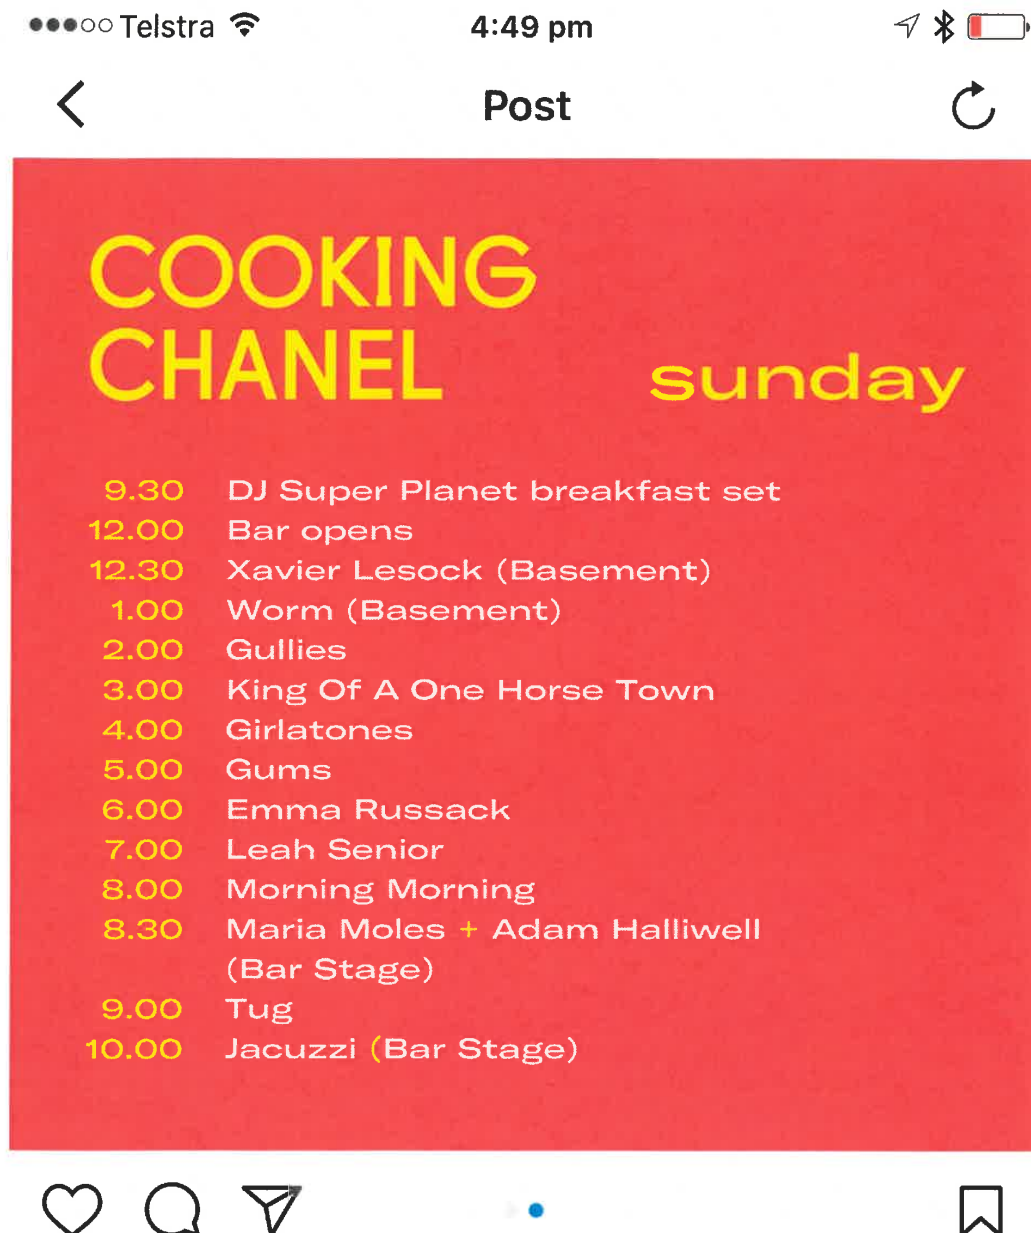 Telstra 4:49 pm
Post
COOKING
CHANEL sunday
9.30 DJ Super Planet breakfast set
12.00 Bar opens
12.30 Xavier Lesock (Basement)
1.00 Worm (Basement)
2.00 Gullies
3.00 King Of A One Horse Town
4.00 Girlatones
5.00 Gums
6.00 Emma Russack
7.00 Leah Senior
8.00 Morning Morning
8.30 Maria Moles + Adam Halliwell
(Bar Stage)
9.00 Tug
10.00 Jacuzzi (Bar Stage)